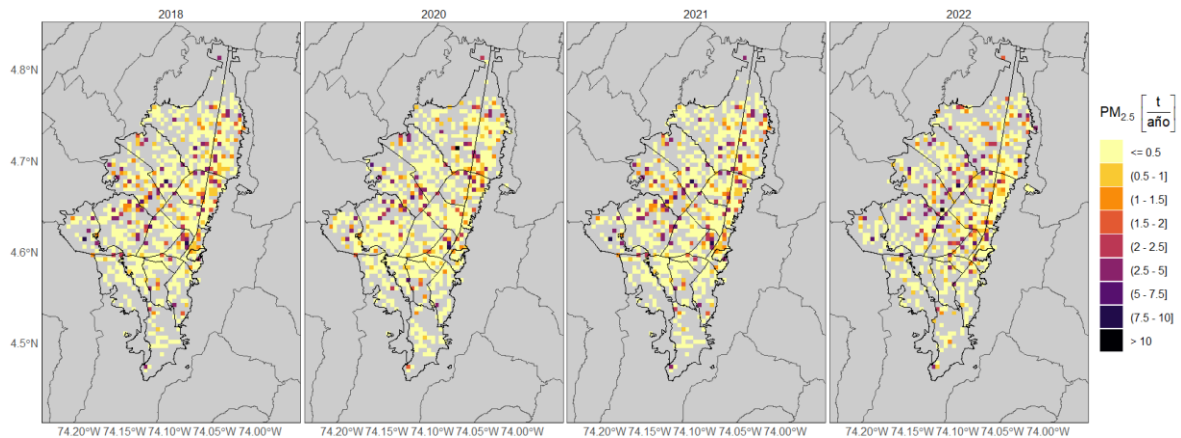 2018
2020
2021
2022
4.8°N
4.7°N
4.6°N
4.5°N
74.20°W 74.15°W 74.10°W 74.05°W 74.00°W
74.20°W 74.15°W 74.10°W 74.05°W 74.00°W
74.20°W 74.15°W 74.10°W 74.05°W 74.00°W
74.20°W 74.15°W 74.10°W 74.05°W 74.00°W
PM2.5 [t/año]
<= 0.5
(0.5 - 1]
(1 - 1.5]
(1.5 - 2]
(2 - 2.5]
(2.5 - 5]
(5 - 7.5]
(7.5 - 10]
> 10